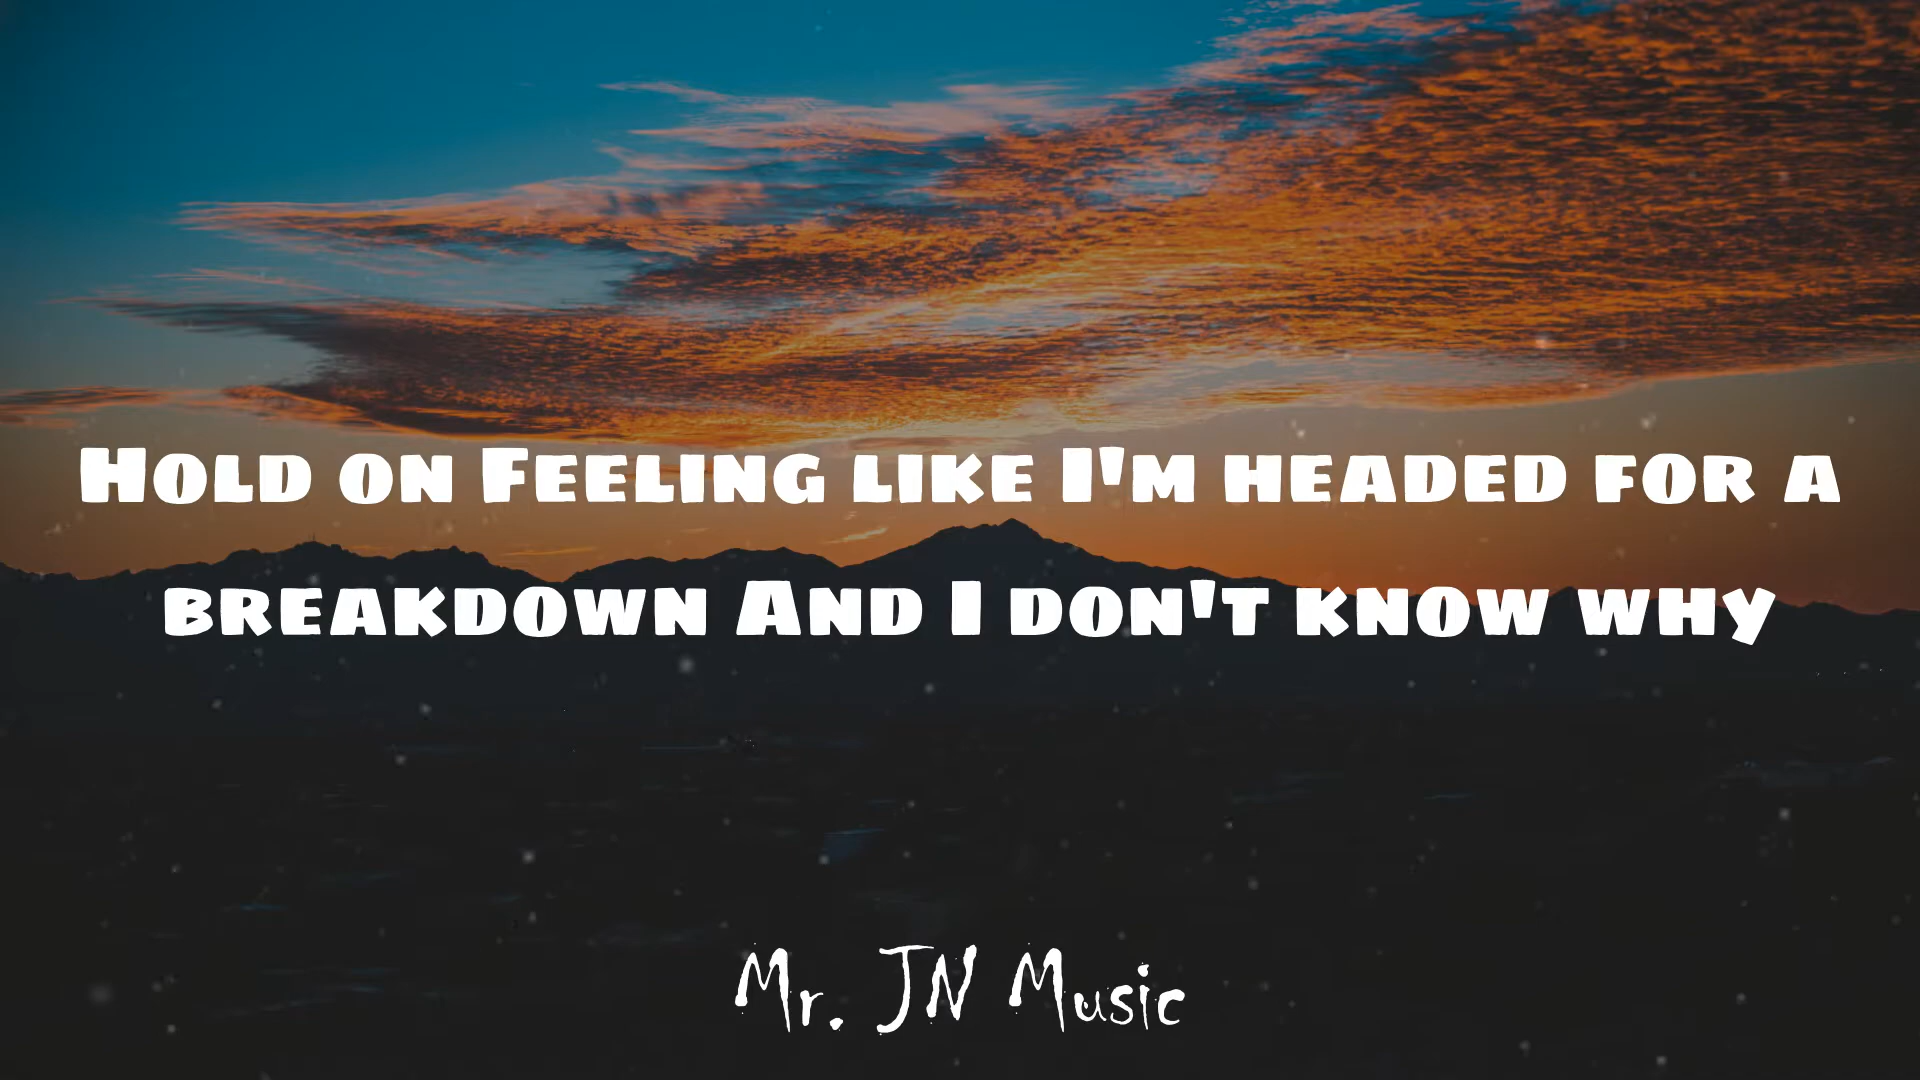 Hold on Feeling like I'm headed for a
breakdown And I don't know why
Mr. JN Music